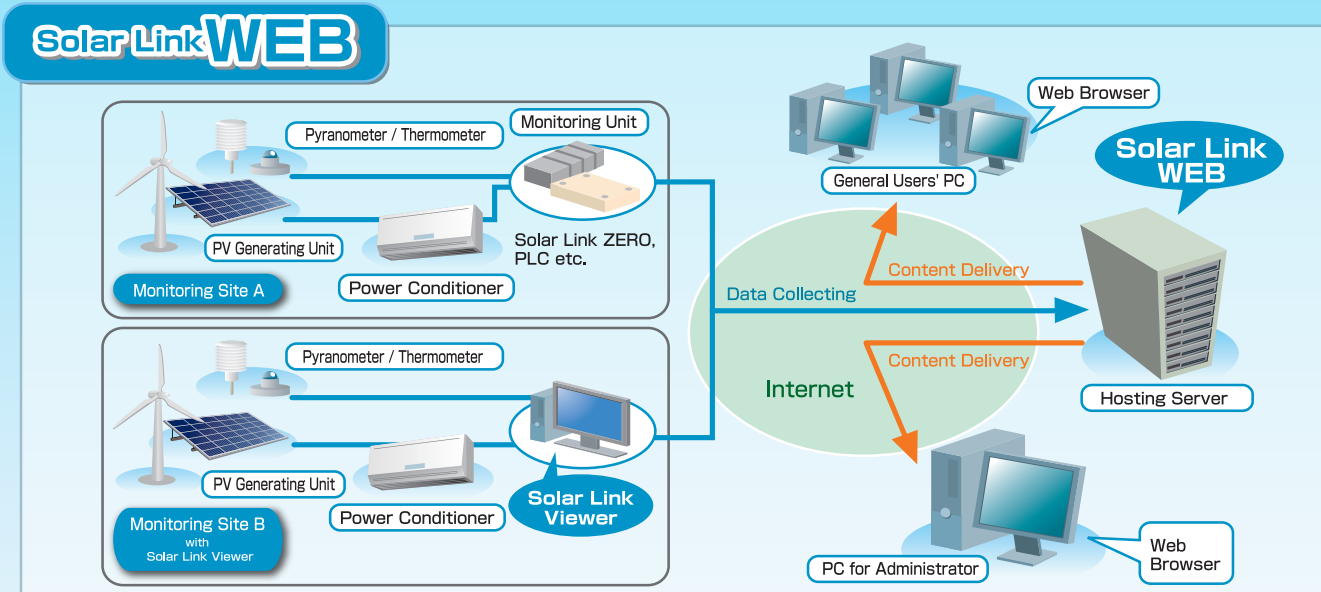 Solar Link WEB
Pyranometer / Thermometer
Monitoring Unit
PV Generating Unit
Solar Link ZERO,
PLC etc.
Monitoring Site A
Power Conditioner
Pyranometer / Thermometer
PV Generating Unit
Solar Link
Viewer
Power Conditioner
Monitoring Site B
with
Solar Link Viewer
Web Browser
General Users' PC
Solar Link
WEB
Content Delivery
Data Collecting
Content Delivery
Internet
Hosting Server
PC for Administrator
Web
Browser